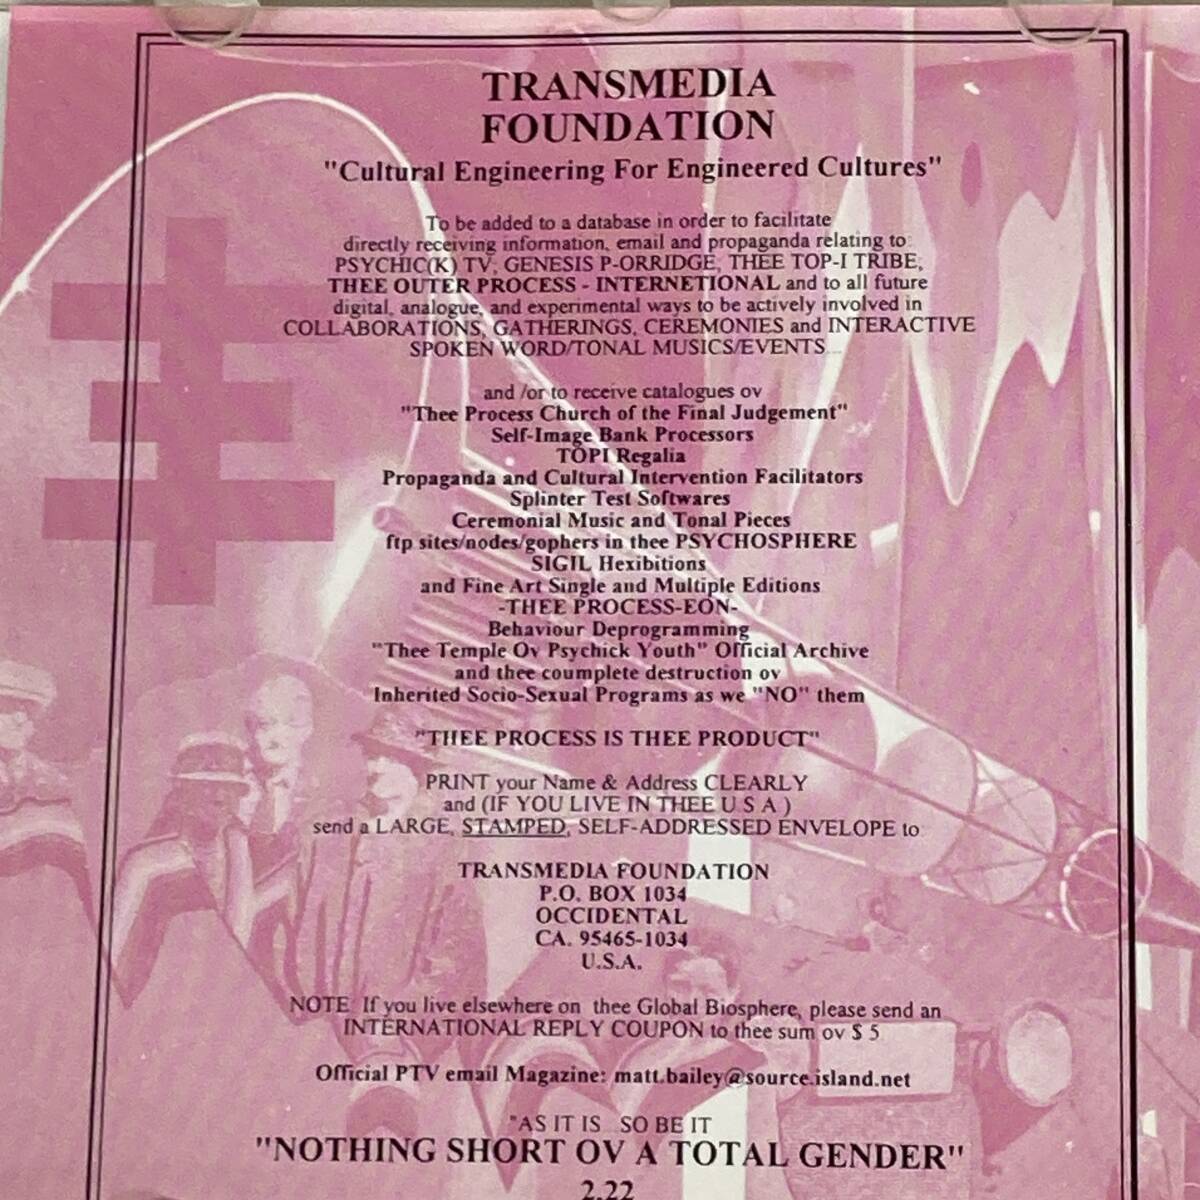 TRANSMEDIA
FOUNDATION
"Cultural Engineering For Engineered Cultures"
To be added to a database in order to facilitate
directly receiving information, email and propaganda relating to:
PSYCHIC(K) TV, GENESIS P-ORRIDGE, THEE TOP-I TRIBE,
THEE OUTER PROCESS - INTERNETIONAL and to all future
digital, analogue, and experimental ways to be actively involved in
COLLABORATIONS, GATHERINGS, CEREMONIES and INTERACTIVE
SPOKEN WORD/TONAL MUSICS/EVENTS...
and /or to receive catalogues ov
"Thee Process Church of the Final Judgement"
Self-Image Bank Processors
TOPI Regalia
Propaganda and Cultural Intervention Facilitators
Splinter Test Softwares
Ceremonial Music and Tonal Pieces
ftp sites/nodes/gophers in thee PSYCHOSPHERE
SIGIL Hexibitions
and Fine Art Single and Multiple Editions
-THEE PROCESS-EON-
Behaviour Deprogramming
"Thee Temple Ov Psychick Youth" Official Archive
and thee coumplete destruction ov
Inherited Socio-Sexual Programs as we "NO" them
"THEE PROCESS IS THEE PRODUCT"
PRINT your Name & Address CLEARLY
and (IF YOU LIVE IN THEE U S A )
send a LARGE, STAMPED, SELF-ADDRESSED ENVELOPE to:
TRANSMEDIA FOUNDATION
P.O. BOX 1034
OCCIDENTAL
CA. 95465-1034
U.S.A.
NOTE: If you live elsewhere on thee Global Biosphere, please send an
INTERNATIONAL REPLY COUPON to thee sum ov $ 5
Official PTV email Magazine: matt.bailey@source.island.net
"AS IT IS SO BE IT
"NOTHING SHORT OV A TOTAL GENDER"
2.22